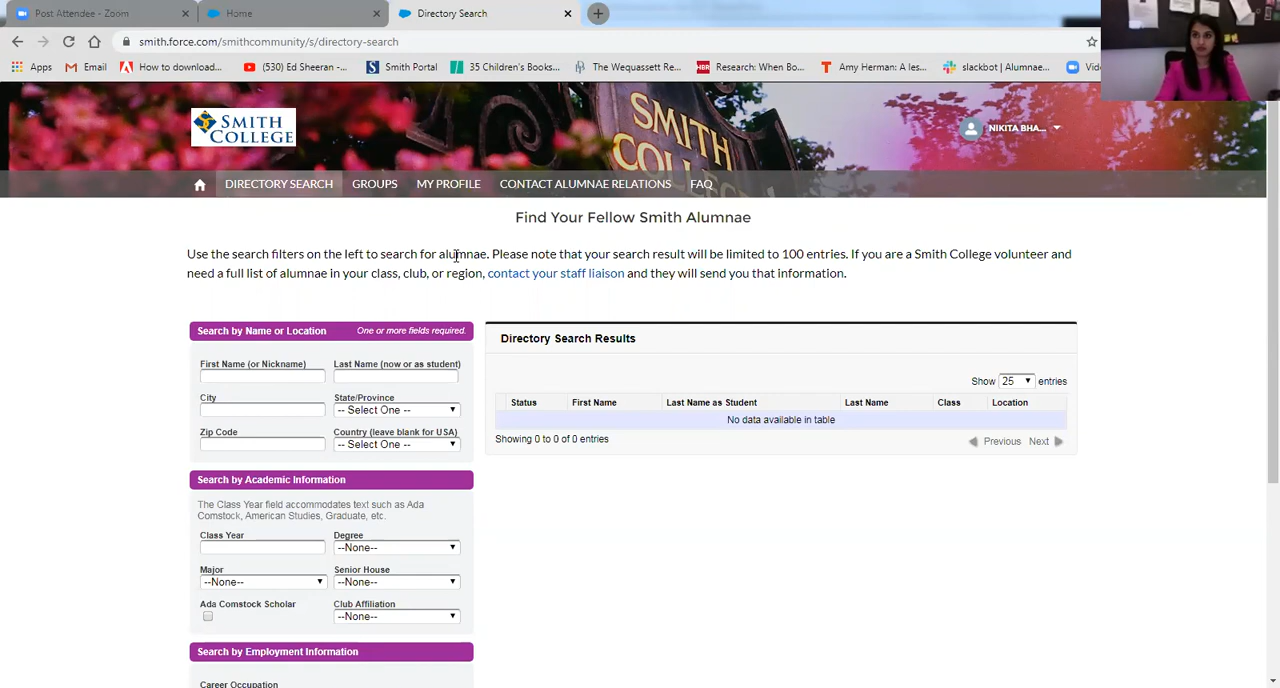 Post Attendee - Zoom
Home
Directory Search
smith.force.com/smithcommunity/s/directory-search
Apps
Email
How to download...
(530) Ed Sheeran -...
Smith Portal
35 Children's Books...
The Wequassett Re...
HBR
Research: When Bo...
Amy Herman: A les...
slackbot | Alumnae...
SMITH COLLEGE
SMITH
NIKITA BHA...
DIRECTORY SEARCH
GROUPS
MY PROFILE
CONTACT ALUMNAE RELATIONS
FAQ
Find Your Fellow Smith Alumnae
Use the search filters on the left to search for alumnae. Please note that your search result will be limited to 100 entries. If you are a Smith College volunteer and
need a full list of alumnae in your class, club, or region, contact your staff liaison and they will send you that information.
Search by Name or Location One or more fields required.
First Name (or Nickname) Last Name (now or as student)
City State/Province
-- Select One --
Zip Code Country (leave blank for USA)
-- Select One --
Search by Academic Information
The Class Year field accommodates text such as Ada
Comstock, American Studies, Graduate, etc.
Class Year Degree
--None--
Major Senior House
--None-- --None--
Ada Comstock Scholar Club Affiliation
--None--
Search by Employment Information
Career Occupation
Directory Search Results
Show 25 entries
Status First Name Last Name as Student Last Name Class Location
No data available in table
Showing 0 to 0 of 0 entries
Previous Next